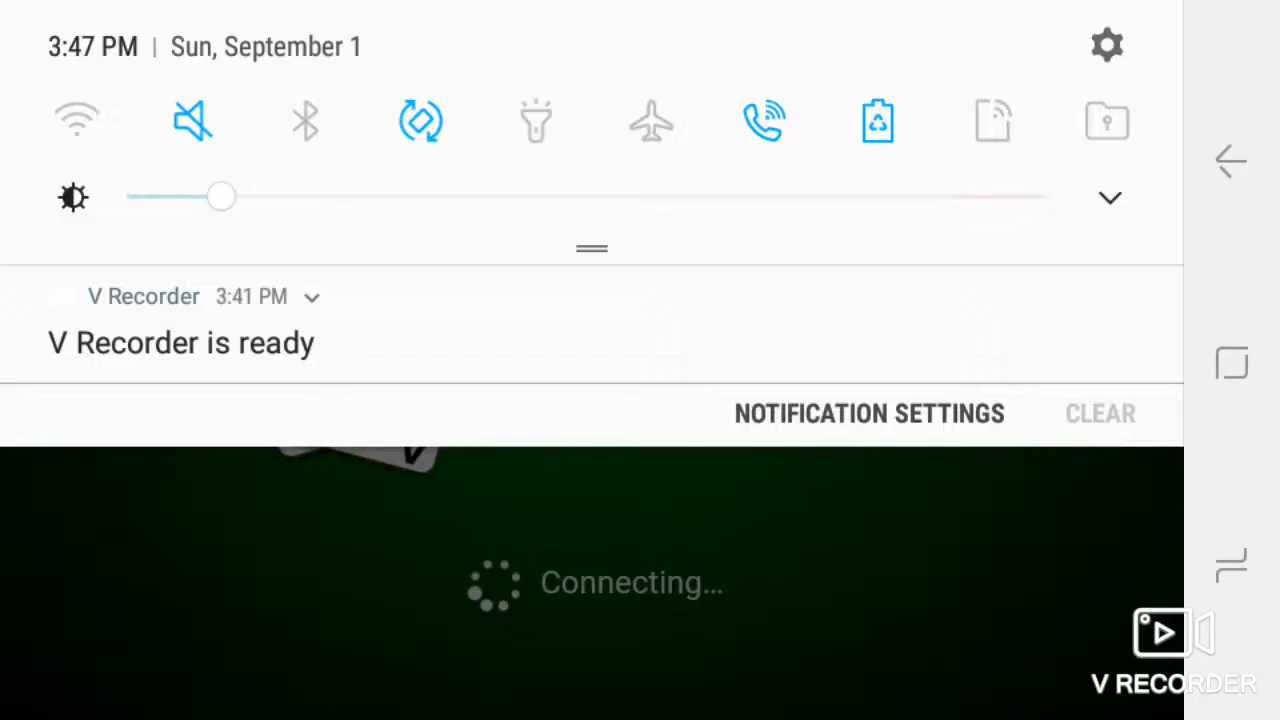 3:47 PM | Sun, September 1
V Recorder 3:41 PM
V Recorder is ready
NOTIFICATION SETTINGS CLEAR
V
Connecting...
V RECORDER